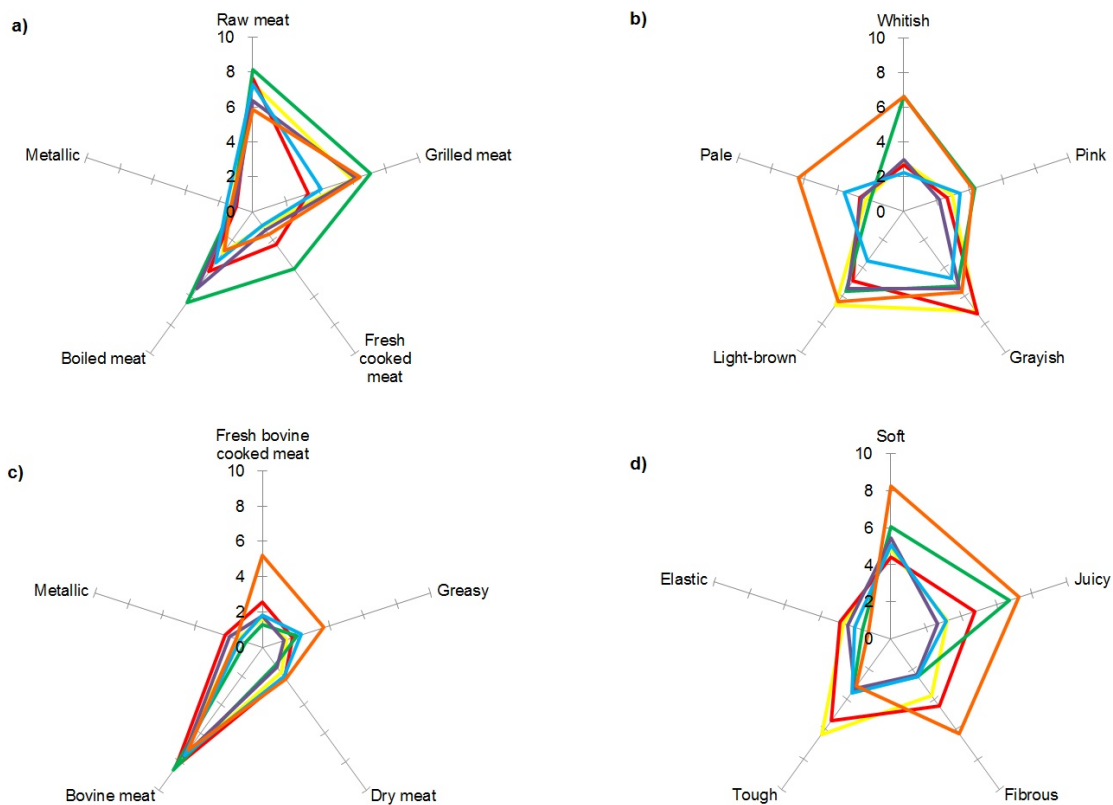 a)
Raw meat
10
8
6
4
2
0
Metallic
Grilled meat
Boiled meat
Fresh
cooked
meat
b)
Whitish
10
8
6
4
2
0
Pale
Pink
Light-brown
Grayish
c)
Fresh bovine
cooked meat
10
8
6
4
2
0
Metallic
Greasy
Bovine meat
Dry meat
d)
Soft
10
8
6
4
2
0
Elastic
Juicy
Tough
Fibrous